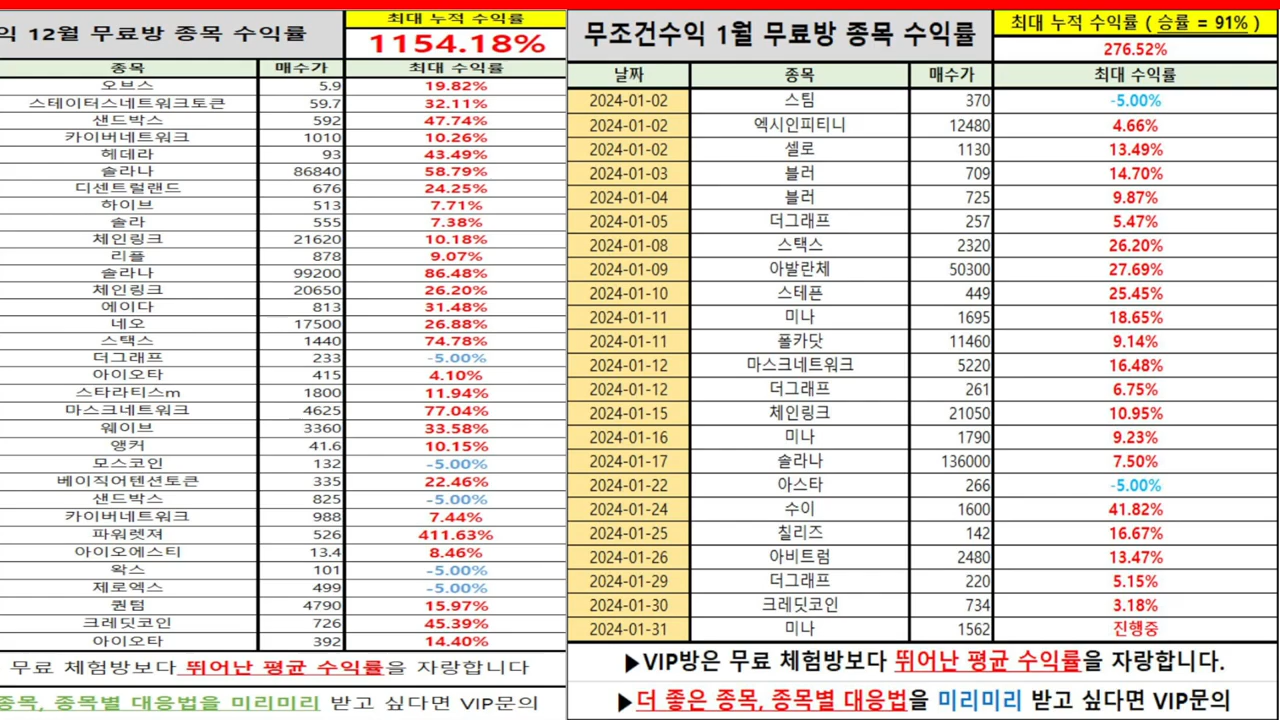 익 12월 무료방 종목 수익률
최대 누적 수익률
1154.18%
종목 매수가 최대 수익률
오브스 5.9 19.82%
스테이터스네트워크토큰 59.7 32.11%
샌드박스 592 47.74%
카이버네트워크 1010 10.26%
헤데라 93 43.49%
솔라나 86840 58.79%
디센트럴랜드 676 24.25%
하이브 513 7.71%
솔라 555 7.38%
체인링크 21620 10.18%
리플 878 9.07%
솔라나 99200 86.48%
체인링크 20650 26.20%
에이다 813 31.48%
네오 17500 26.88%
스택스 1440 74.78%
더그래프 233 -5.00%
아이오타 415 4.10%
스타라티스m 1800 11.94%
마스크네트워크 4625 77.04%
웨이브 3360 33.58%
앵커 41.6 10.15%
모스코인 132 -5.00%
베이직어텐션토큰 335 22.46%
샌드박스 825 -5.00%
카이버네트워크 988 7.44%
파워렛져 526 411.63%
아이오에스티 13.4 8.46%
왁스 101 -5.00%
제로엑스 499 -5.00%
퀀텀 4790 15.97%
크레딧코인 726 45.39%
아이오타 392 14.40%
무료 체험방보다 뛰어난 평균 수익률을 자랑합니다
종목, 종목별 대응법을 미리미리 받고 싶다면 VIP문의
무조건수익 1월 무료방 종목 수익률
최대 누적 수익률 ( 승률 = 91% )
276.52%
날짜 종목 매수가 최대 수익률
2024-01-02 스팀 370 -5.00%
2024-01-02 엑시인피티니 12480 4.66%
2024-01-02 셀로 1130 13.49%
2024-01-03 블러 709 14.70%
2024-01-04 블러 725 9.87%
2024-01-05 더그래프 257 5.47%
2024-01-08 스택스 2320 26.20%
2024-01-09 아발란체 50300 27.69%
2024-01-10 스테픈 449 25.45%
2024-01-11 미나 1695 18.65%
2024-01-11 폴카닷 11460 9.14%
2024-01-12 마스크네트워크 5220 16.48%
2024-01-12 더그래프 261 6.75%
2024-01-15 체인링크 21050 10.95%
2024-01-16 미나 1790 9.23%
2024-01-17 솔라나 136000 7.50%
2024-01-22 아스타 266 -5.00%
2024-01-24 수이 1600 41.82%
2024-01-25 칠리즈 142 16.67%
2024-01-26 아비트럼 2480 13.47%
2024-01-29 더그래프 220 5.15%
2024-01-30 크레딧코인 734 3.18%
2024-01-31 미나 1562 진행중
▶VIP방은 무료 체험방보다 뛰어난 평균 수익률을 자랑합니다.
▶더 좋은 종목, 종목별 대응법을 미리미리 받고 싶다면 VIP문의